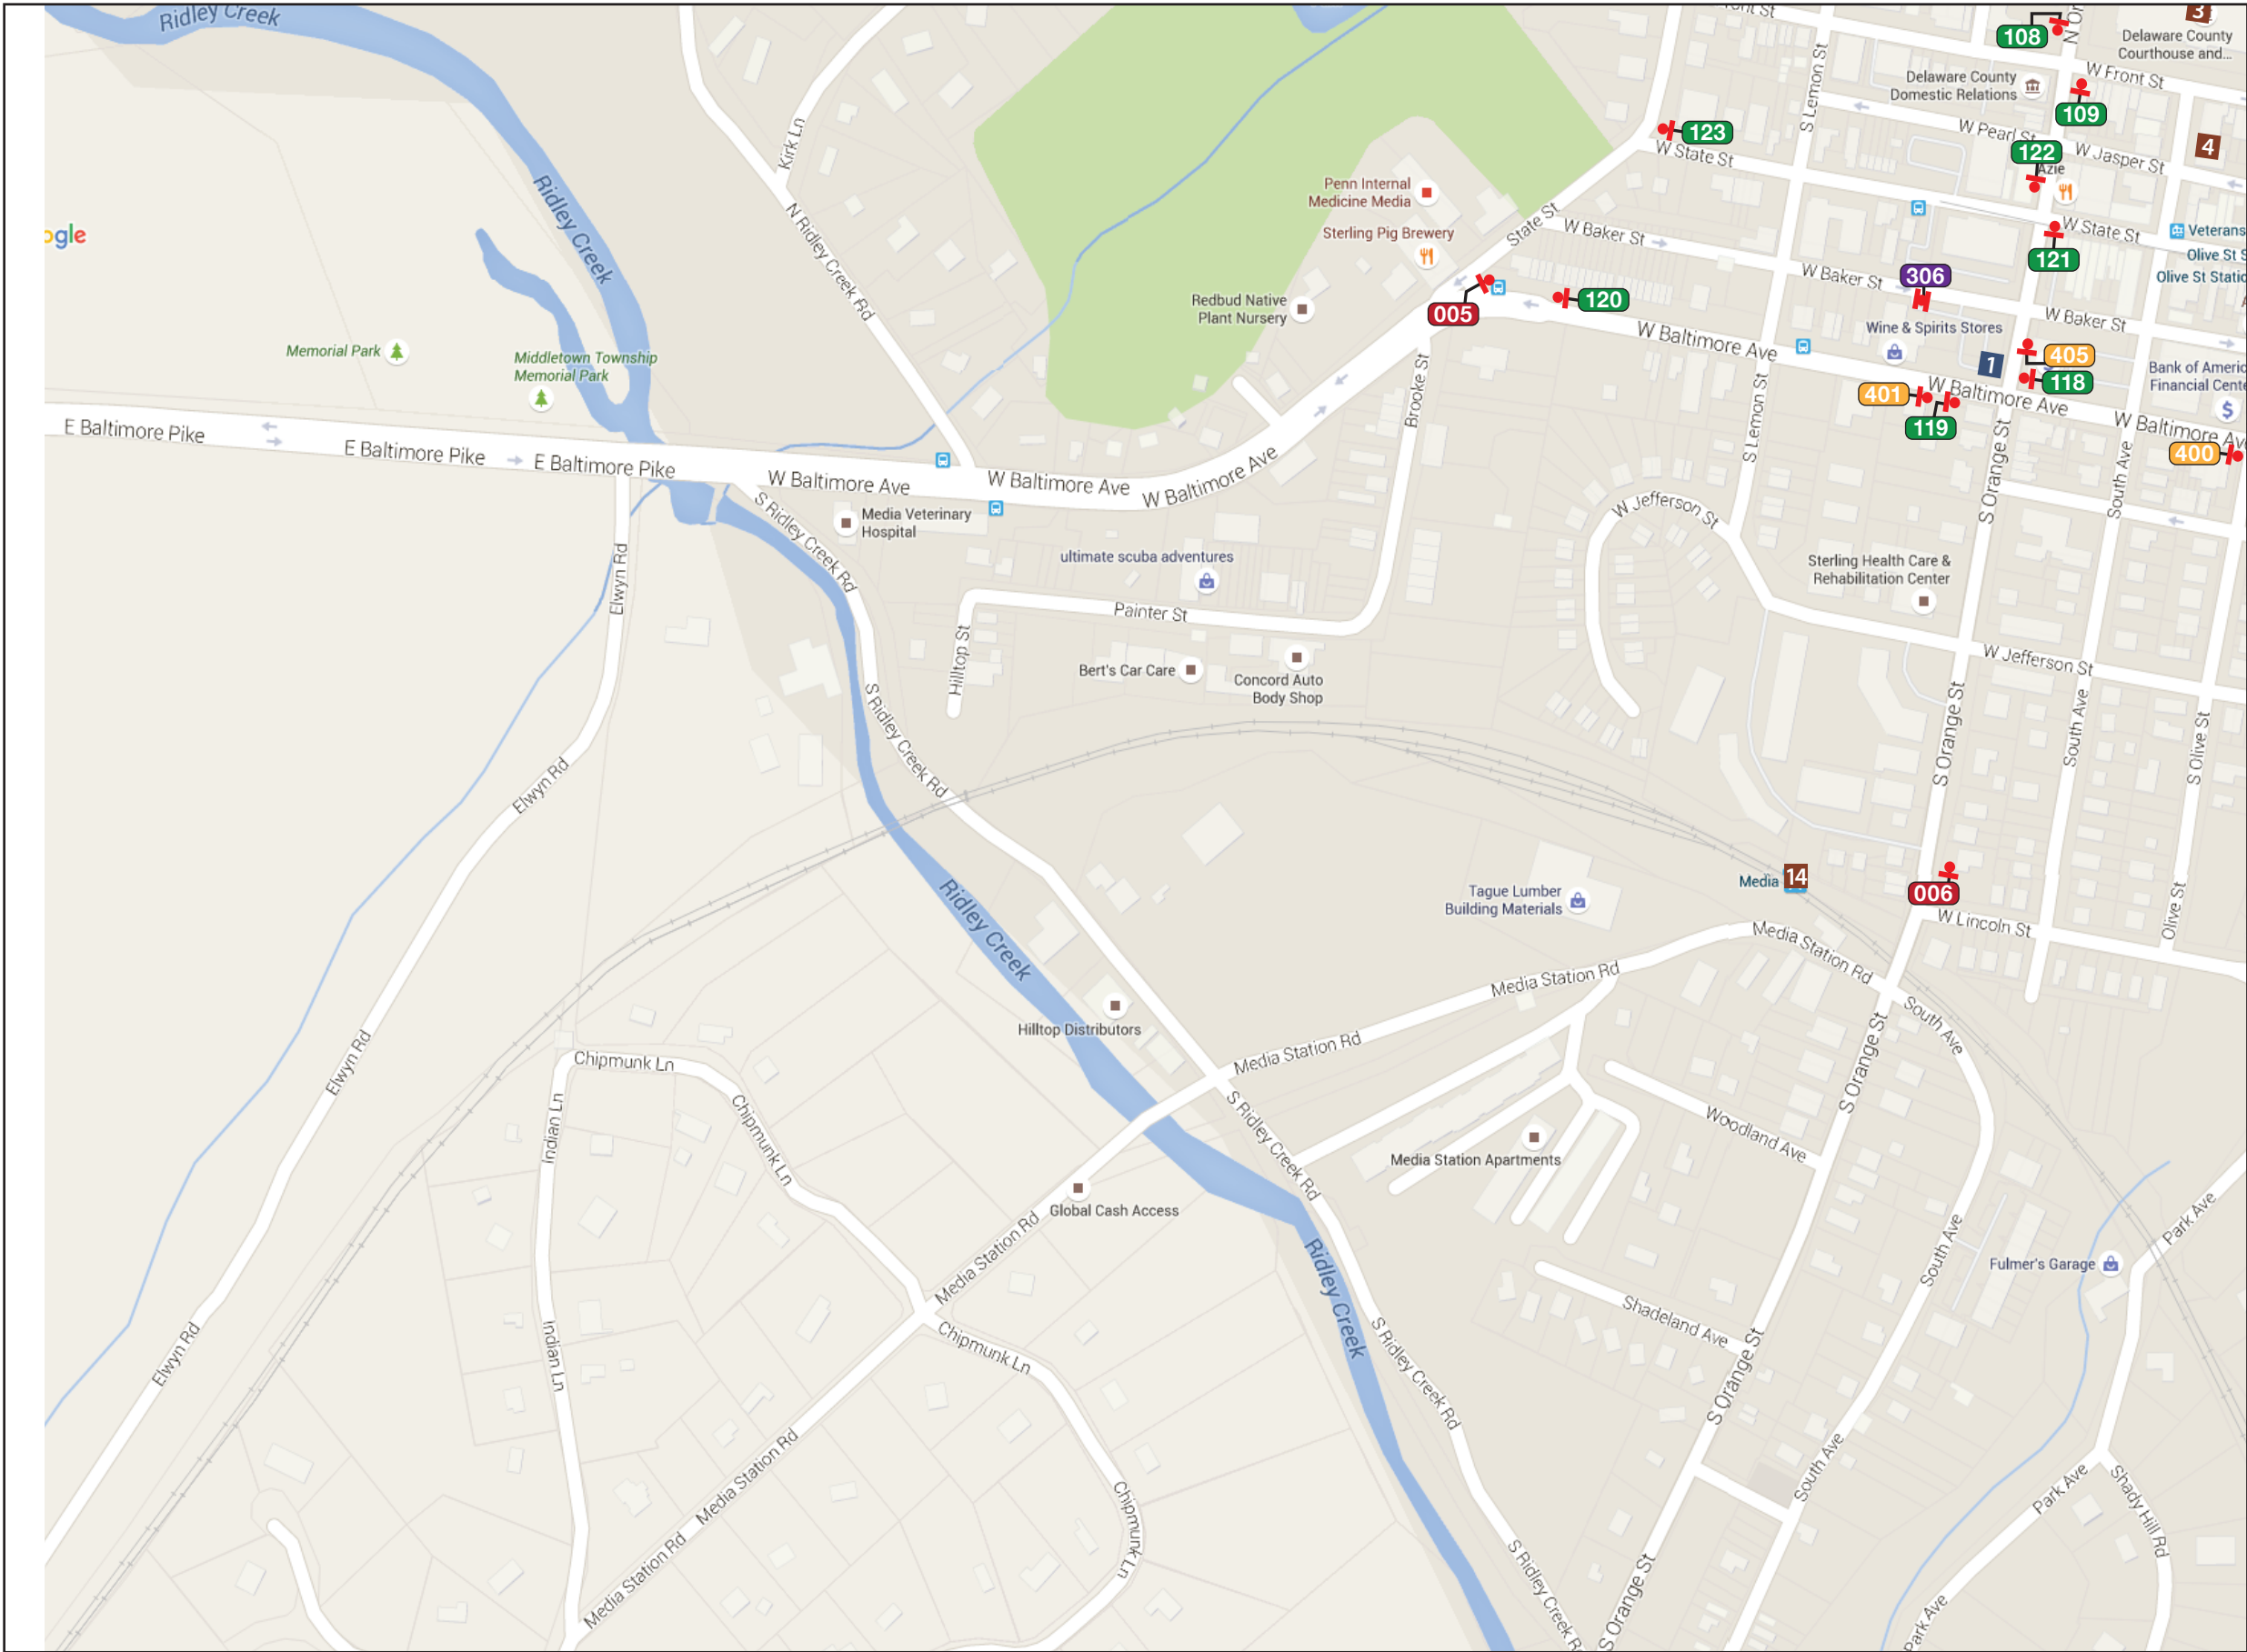 Ridley Creek
ont St
108
N Or
3
Delaware County
Courthouse and...
W Front St
Delaware County
Domestic Relations
109
S Lemon St
W Pearl St
122
W Jasper St
4
Azie
123
W State St
Kirk Ln
Ridley Creek
ogle
N Ridley Creek Rd
Penn Internal
Medicine Media
Sterling Pig Brewery
State St
W Baker St
W State St
Veterans
121
Olive St S
Olive St Static
W Baker St
306
Redbud Native
Plant Nursery
005
120
W Baltimore Ave
Wine & Spirits Stores
W Baker St
1
405
118
Bank of Americ
Financial Cente
Memorial Park
Middletown Township
Memorial Park
401
W Baltimore Ave
119
W Baltimore Av
400
Brooke St
S Lemon St
S Orange St
South Ave
E Baltimore Pike
E Baltimore Pike
E Baltimore Pike
W Baltimore Ave
W Baltimore Ave
W Baltimore Ave
S Ridley Creek Rd
Media Veterinary
Hospital
W Jefferson St
ultimate scuba adventures
Elwyn Rd
Painter St
Sterling Health Care &
Rehabilitation Center
Hilltop St
Bert's Car Care
Concord Auto
Body Shop
W Jefferson St
S Ridley Creek Rd
S Orange St
South Ave
S Olive St
Elwyn Rd
Ridley Creek
Tague Lumber
Building Materials
Media
14
006
W Lincoln St
Olive St
Media Station Rd
Media Station Rd
Hilltop Distributors
Media Station Rd
South Ave
Elwyn Rd
Chipmunk Ln
Indian Ln
Chipmunk Ln
S Ridley Creek Rd
S Orange St
Woodland Ave
Media Station Apartments
Global Cash Access
Media Station Rd
Park Ave
South Ave
Fulmer's Garage
Ridley Creek
Shadeland Ave
Elwyn Rd
Indian Ln
Chipmunk Ln
S Ridley Creek Rd
S Orange St
Media Station Rd
South Ave
Park Ave
Shady Hill Rd
Chipmunk Ln
Media Station Rd
S Ridley Creek R
S Orange St
Park Ave